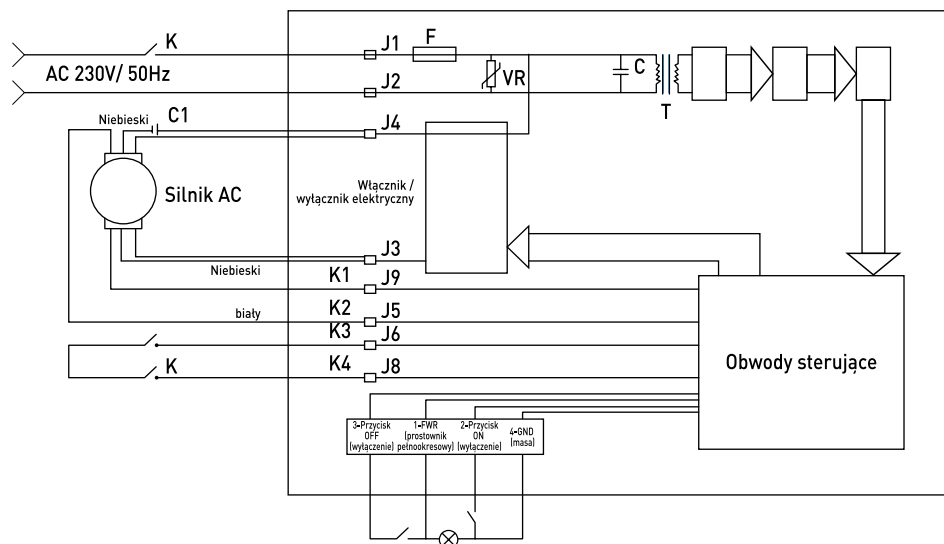 K
J1
F
AC 230V/ 50Hz
J2
VR
C
T
Niebieski
C1
J4
Silnik AC
Włącznik /
wyłącznik elektryczny
J3
Niebieski
K1
J9
biały
K2
J5
K3
J6
K
K4
J8
Obwody sterujące
3-Przycisk
OFF
(wyłączenie)
1-FWR
(prostownik
pełnookresowy)
2-Przycisk
ON
(wyłączenie)
4-GND
(masa)